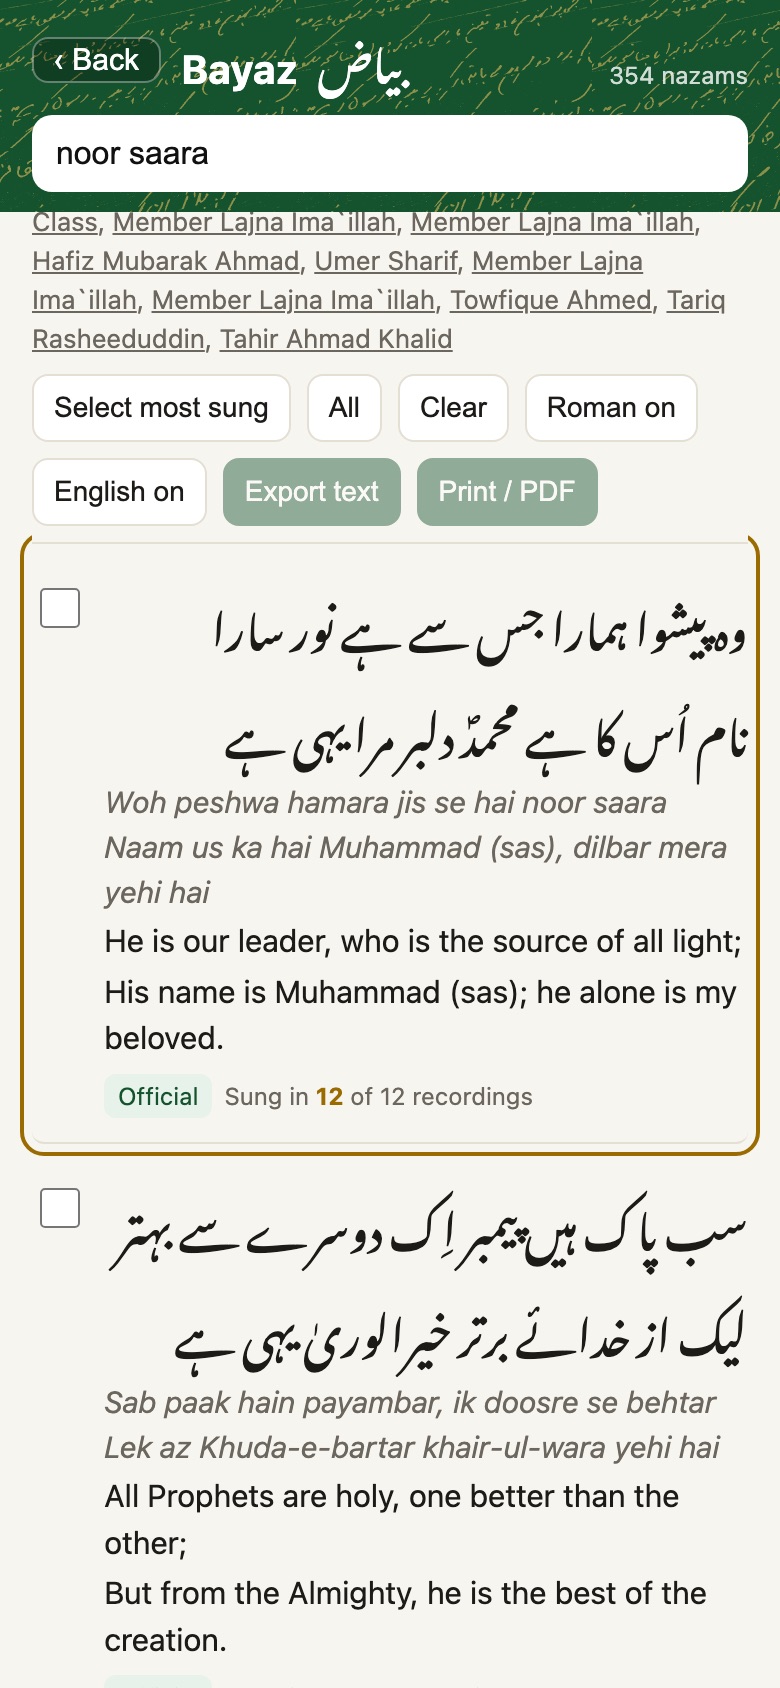 ‹ Back
Bayaz بیاض
354 nazams
noor saara
Class, Member Lajna Ima`illah, Member Lajna Ima`illah,
Hafiz Mubarak Ahmad, Umer Sharif, Member Lajna
Ima`illah, Member Lajna Ima`illah, Towfique Ahmed, Tariq
Rasheeduddin, Tahir Ahmad Khalid
Select most sung
All
Clear
Roman on
English on
Export text
Print / PDF
وہ پیشوا ہمارا جس سے ہے نور سارا
نام اُس کا ہے محمدؐ دلبر مرا یہی ہے
Woh peshwa hamara jis se hai noor saara
Naam us ka hai Muhammad (sas), dilbar mera
yehi hai
He is our leader, who is the source of all light;
His name is Muhammad (sas); he alone is my
beloved.
Official
Sung in 12 of 12 recordings
سب پاک ہیں پیمبر اِک دوسرے سے بہتر
لیک از خدائے برتر خیرالوریٰ یہی ہے
Sab paak hain payambar, ik doosre se behtar
Lek az Khuda-e-bartar khair-ul-wara yehi hai
All Prophets are holy, one better than the
other;
But from the Almighty, he is the best of the
creation.